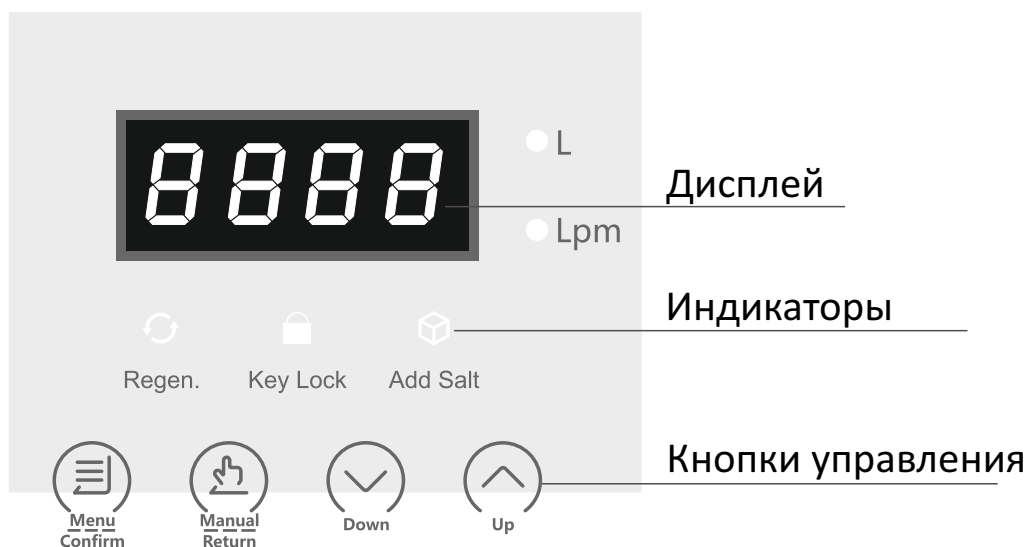 8888
L
Дисплей
Lpm
Индикаторы
Regen. Key Lock Add Salt
Кнопки управления
Menu Manual Down Up
Confirm Return